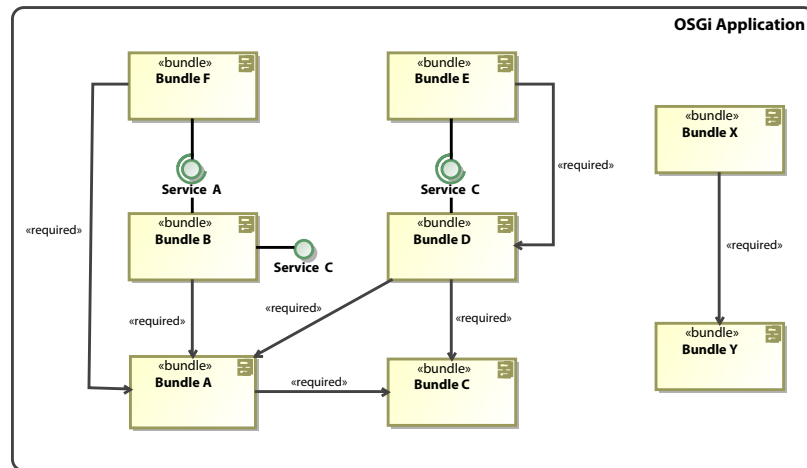 OSGi Application
«bundle»
Bundle F
«bundle»
Bundle E
«bundle»
Bundle X
«required»
Service A
Service C
«required»
«bundle»
Bundle B
«bundle»
Bundle D
«required»
Service C
«required»
«required»
«required»
«required»
«bundle»
Bundle Y
«bundle»
Bundle A
«required»
«bundle»
Bundle C